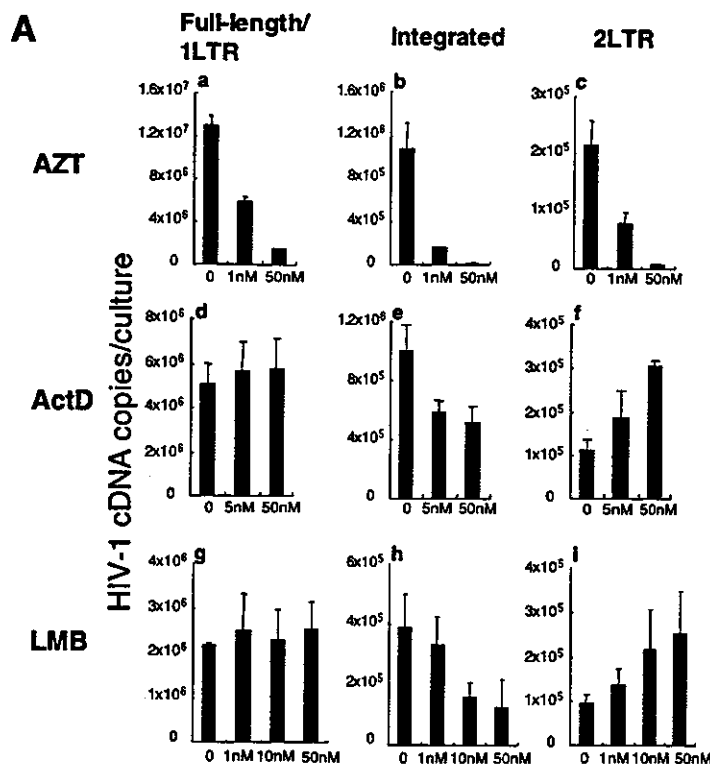 A
Full-length/
1LTR
Integrated
2LTR
HIV-1 cDNA copies/culture
AZT
a
1.6x10⁷
1.2x10⁷
8x10⁶
4x10⁶
0
0 1nM 50nM
b
1.6x10⁶
1.2x10⁶
8x10⁵
4x10⁵
0
0 1nM 50nM
c
3x10⁵
2x10⁵
1x10⁵
0
0 1nM 50nM
ActD
d
8x10⁶
6x10⁶
4x10⁶
2x10⁶
0
0 5nM 50nM
e
1.2x10⁶
8x10⁵
4x10⁵
0
0 5nM 50nM
f
4x10⁵
3x10⁵
2x10⁵
1x10⁵
0
0 5nM 50nM
LMB
g
4x10⁶
3x10⁶
2x10⁶
1x10⁶
0
0 1nM 10nM 50nM
h
6x10⁵
4x10⁵
2x10⁵
0
0 1nM 10nM 50nM
i
4x10⁵
3x10⁵
2x10⁵
1x10⁵
0
0 1nM 10nM 50nM